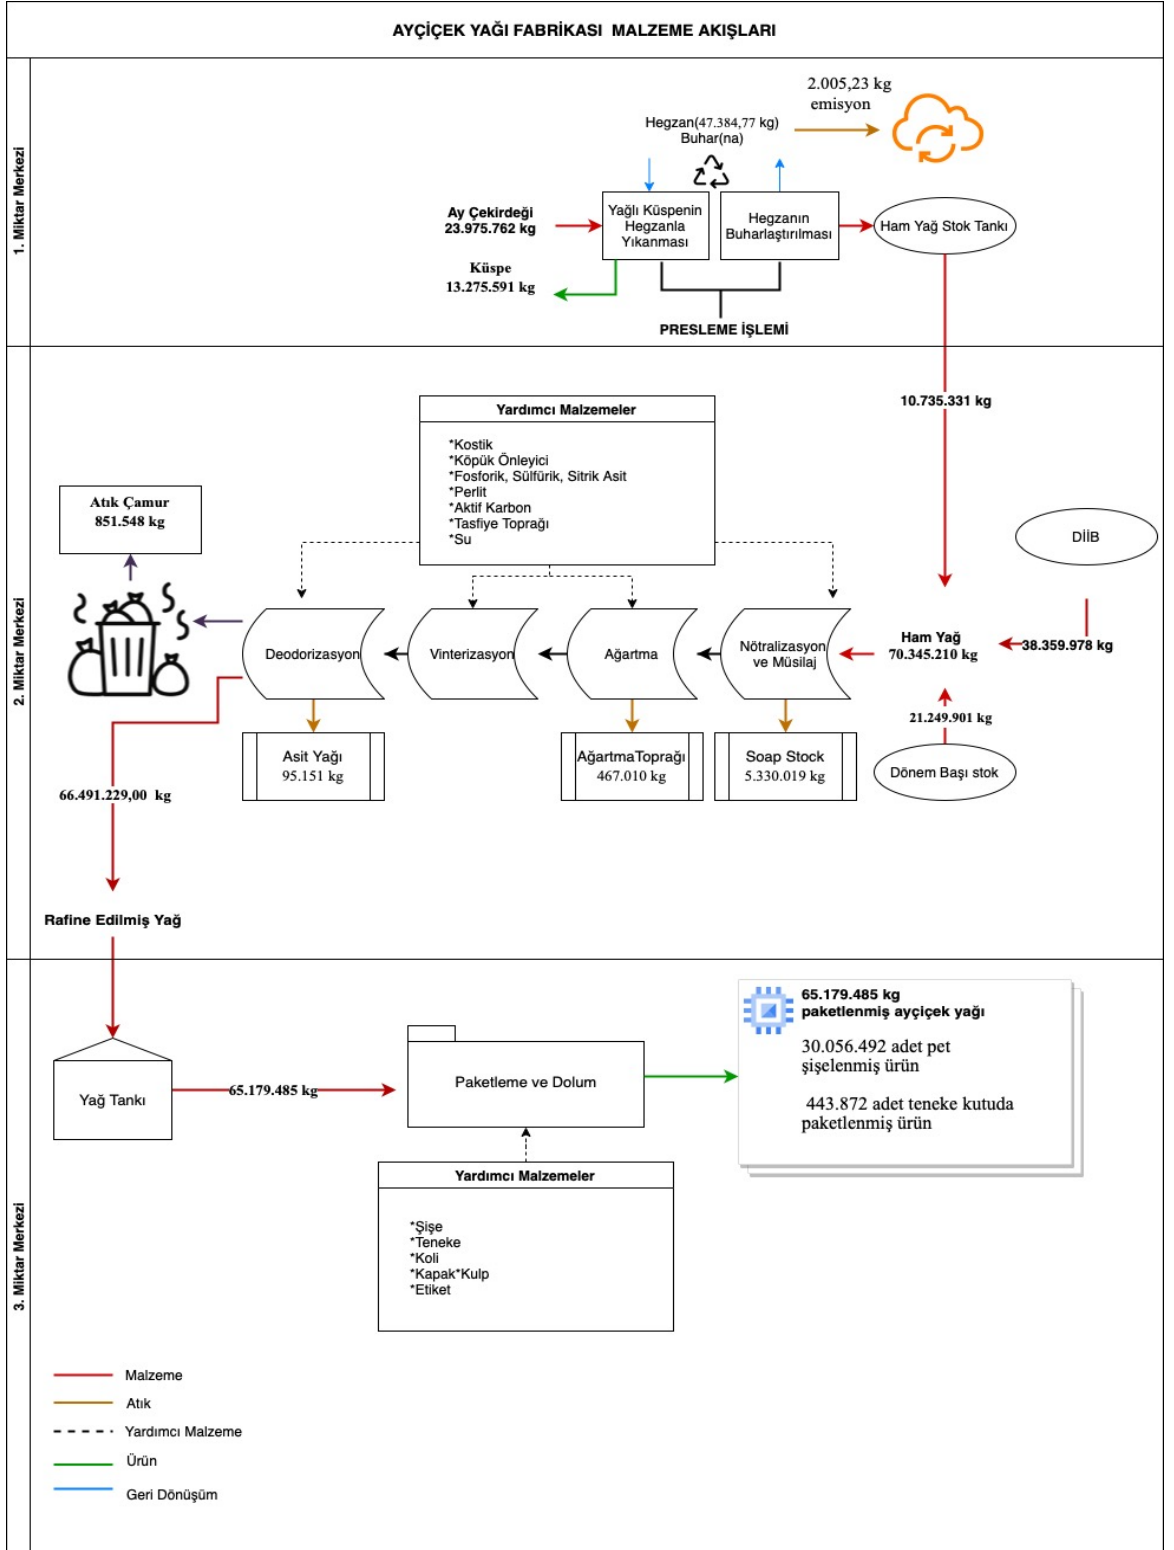 AYÇİÇEK YAĞI FABRİKASI MALZEME AKIŞLARI
1. Miktar Merkezi
2.005,23 kg
emisyon
Hegzan(47.384,77 kg)
Buhar(na)
Ay Çekirdeği
23.975.762 kg
Yağlı Küspenin
Hegzanla
Yıkanması
Hegzanın
Buharlaştırılması
Ham Yağ Stok Tankı
Küspe
13.275.591 kg
PRESLEME İŞLEMİ
2. Miktar Merkezi
10.735.331 kg
Yardımcı Malzemeler
*Kostik
*Köpük Önleyici
*Fosforik, Sülfürik, Sitrik Asit
*Perlit
*Aktif Karbon
*Tasfiye Toprağı
*Su
Atık Çamur
851.548 kg
DİİB
Deodorizasyon
Vinterizasyon
Ağartma
Nötralizasyon
ve Müsilaj
Ham Yağ
70.345.210 kg
38.359.978 kg
21.249.901 kg
Dönem Başı stok
Asit Yağı
95.151 kg
AğartmaToprağı
467.010 kg
Soap Stock
5.330.019 kg
66.491.229,00 kg
Rafine Edilmiş Yağ
3. Miktar Merkezi
65.179.485 kg
paketlenmiş ayçiçek yağı
30.056.492 adet pet
şişelenmiş ürün
443.872 adet teneke kutuda
paketlenmiş ürün
Yağ Tankı
65.179.485 kg
Paketleme ve Dolum
Yardımcı Malzemeler
*Şişe
*Teneke
*Koli
*Kapak*Kulp
*Etiket
Malzeme
Atık
Yardımcı Malzeme
Ürün
Geri Dönüşüm